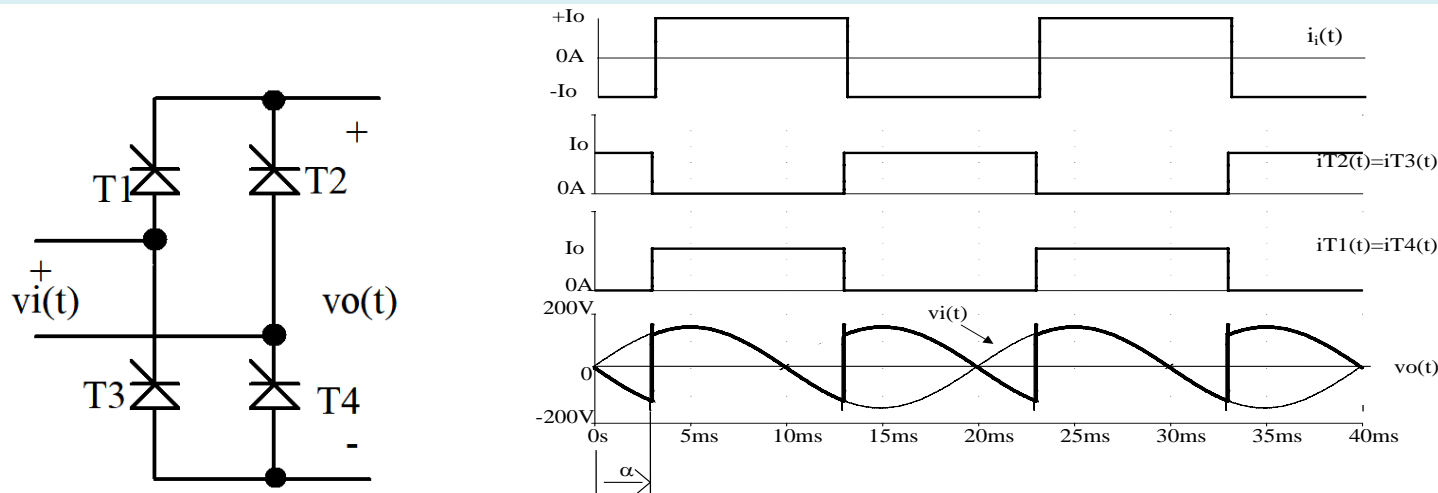 +
T1
T2
+
vi(t)
vo(t)
T3
T4
-
+Io
0A
-Io
ii(t)
Io
0A
iT2(t)=iT3(t)
Io
0A
iT1(t)=iT4(t)
200V
0
-200V
vi(t)
vo(t)
0s 5ms 10ms 15ms 20ms 25ms 30ms 35ms 40ms
α